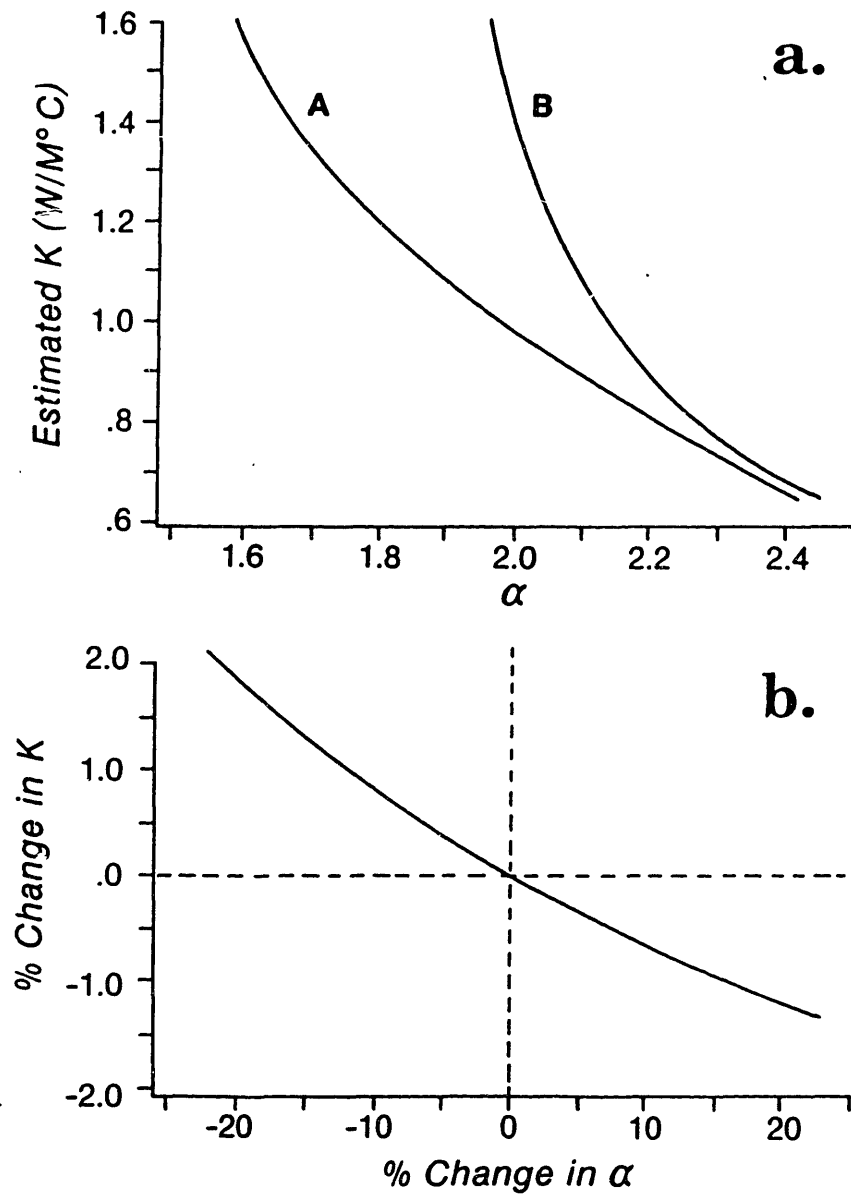 a.
1.6
1.4
1.2
1.0
.8
.6
Estimated K (W/M° C)
A
B
1.6 1.8 2.0 2.2 2.4
α
b.
2.0
1.0
.0
-1.0
-2.0
% Change in K
-20 -10 0 10 20
% Change in α